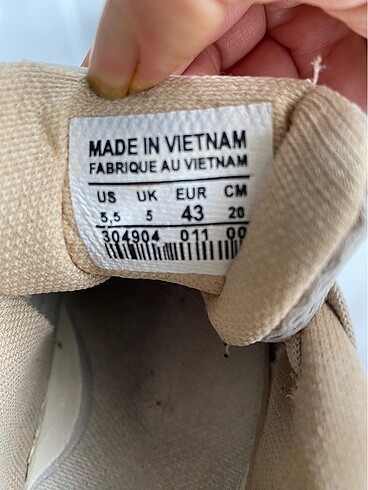 MADE IN VIETNAM
FABRIQUE AU VIETNAM
US UK EUR CM
5,5 5 43 20
304904 011 00